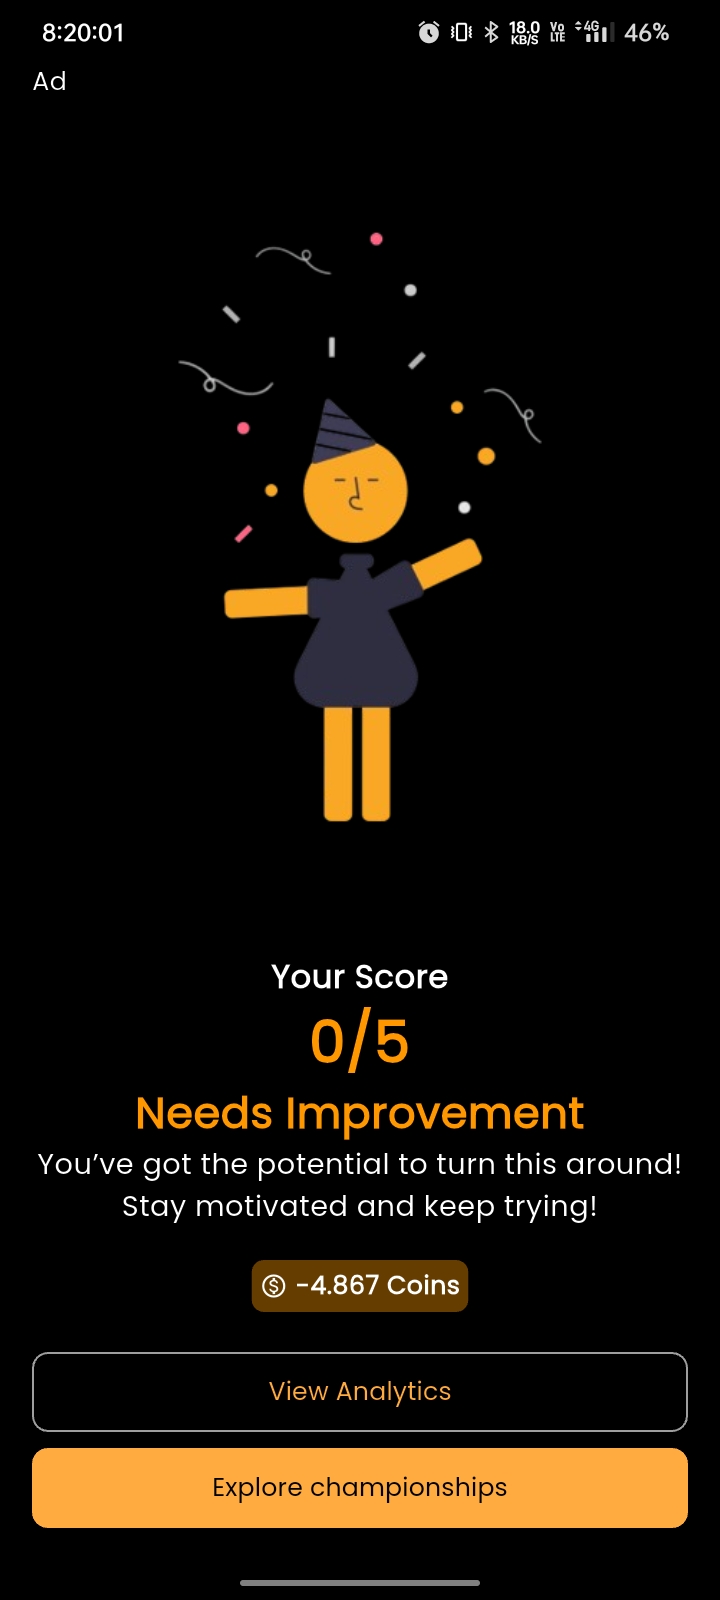 8:20:01 18.0 KB/S Vo LTE 4G 46%
Ad
Your Score
0/5
Needs Improvement
You’ve got the potential to turn this around!
Stay motivated and keep trying!
-4.867 Coins
View Analytics
Explore championships